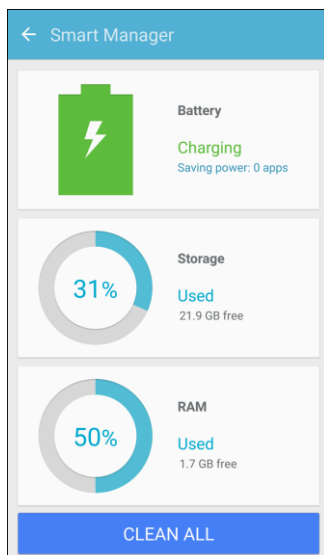 Smart Manager
Battery
Charging
Saving power: 0 apps
31%
Storage
Used
21.9 GB free
50%
RAM
Used
1.7 GB free
CLEAN ALL